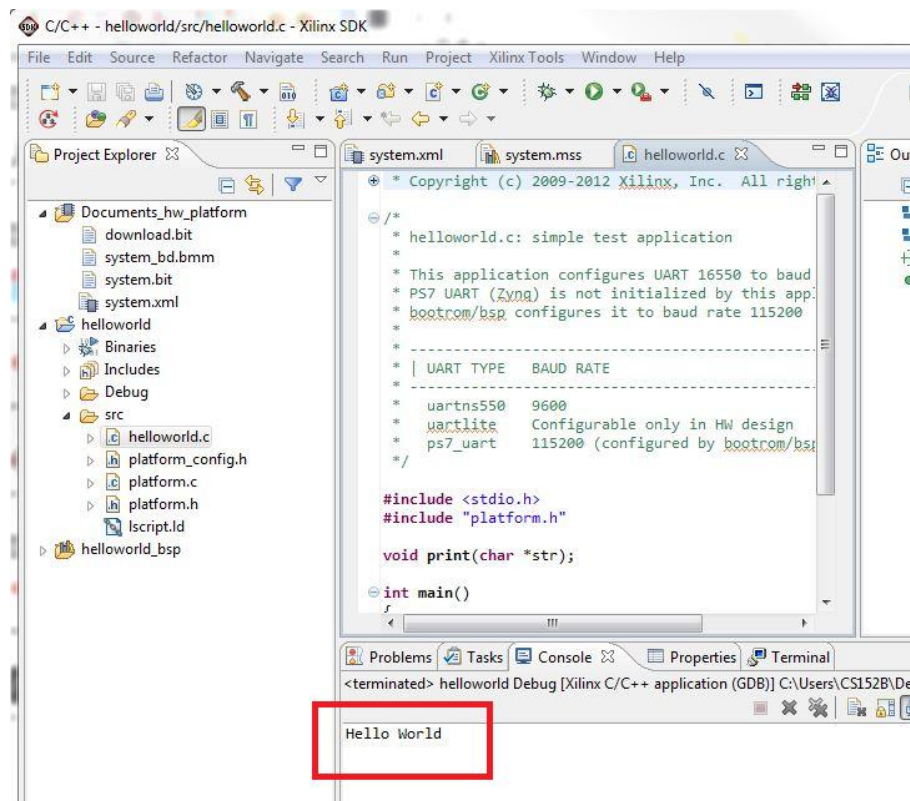 C/C++ - helloworld/src/helloworld.c - Xilinx SDK
File Edit Source Refactor Navigate Search Run Project Xilinx Tools Window Help
Project Explorer
Documents_hw_platform
download.bit
system_bd.bmm
system.bit
system.xml
helloworld
Binaries
Includes
Debug
src
helloworld.c
platform_config.h
platform.c
platform.h
lscript.ld
helloworld_bsp
system.xml system.mss helloworld.c
* Copyright (c) 2009-2012 Xilinx, Inc. All right
/*
* helloworld.c: simple test application
*
* This application configures UART 16550 to baud
* PS7 UART (Zynq) is not initialized by this app
* bootrom/bsp configures it to baud rate 115200
*
* ------------------------------------------------
* | UART TYPE BAUD RATE
* ------------------------------------------------
* uartns550 9600
* uartlite Configurable only in HW design
* ps7_uart 115200 (configured by bootrom/bsp
*/
#include <stdio.h>
#include "platform.h"
void print(char *str);
int main()
{
Ou
Problems Tasks Console Properties Terminal
<terminated> helloworld Debug [Xilinx C/C++ application (GDB)] C:\Users\CS152B\De
Hello World